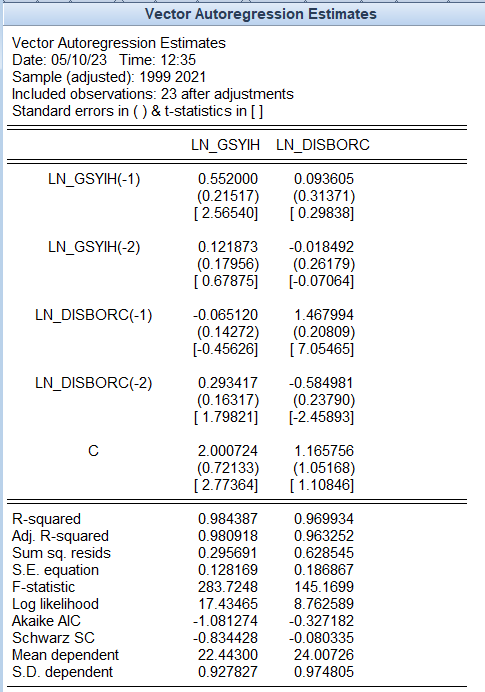 Vector Autoregression Estimates
Vector Autoregression Estimates
Date: 05/10/23 Time: 12:35
Sample (adjusted): 1999 2021
Included observations: 23 after adjustments
Standard errors in ( ) & t-statistics in [ ]
LN_GSYIH LN_DISBORC
LN_GSYIH(-1) 0.552000 0.093605
(0.21517) (0.31371)
[ 2.56540] [ 0.29838]
LN_GSYIH(-2) 0.121873 -0.018492
(0.17956) (0.26179)
[ 0.67875] [-0.07064]
LN_DISBORC(-1) -0.065120 1.467994
(0.14272) (0.20809)
[-0.45626] [ 7.05465]
LN_DISBORC(-2) 0.293417 -0.584981
(0.16317) (0.23790)
[ 1.79821] [-2.45893]
C 2.000724 1.165756
(0.72133) (1.05168)
[ 2.77364] [ 1.10846]
R-squared 0.984387 0.969934
Adj. R-squared 0.980918 0.963252
Sum sq. resids 0.295691 0.628545
S.E. equation 0.128169 0.186867
F-statistic 283.7248 145.1699
Log likelihood 17.43465 8.762589
Akaike AIC -1.081274 -0.327182
Schwarz SC -0.834428 -0.080335
Mean dependent 22.44300 24.00726
S.D. dependent 0.927827 0.974805